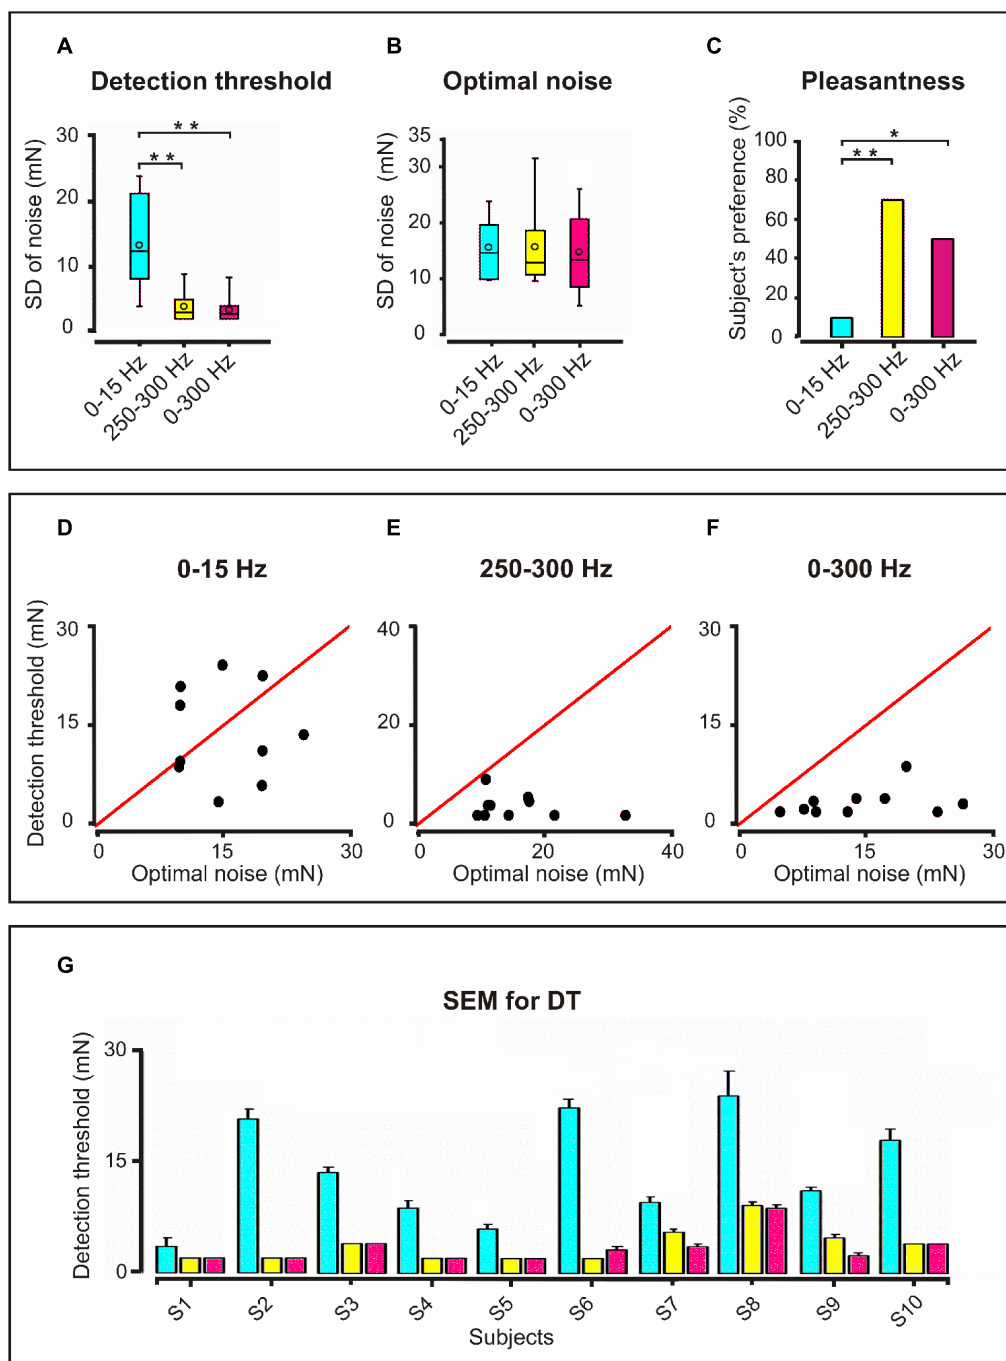 A
Detection threshold
SD of noise (mN)
30
20
10
0
* *
* *
0-15 Hz
250-300 Hz
0-300 Hz
B
Optimal noise
SD of noise (mN)
35
30
20
10
0
0-15 Hz
250-300 Hz
0-300 Hz
C
Pleasantness
Subject's preference (%)
100
80
60
40
20
0
*
* *
0-15 Hz
250-300 Hz
0-300 Hz
D
0-15 Hz
Detection threshold (mN)
30
15
0
0 15 30
Optimal noise (mN)
E
250-300 Hz
40
20
0
0 20 40
Optimal noise (mN)
F
0-300 Hz
30
15
0
0 15 30
Optimal noise (mN)
G
SEM for DT
Detection threshold (mN)
30
15
0
S1 S2 S3 S4 S5 S6 S7 S8 S9 S10
Subjects